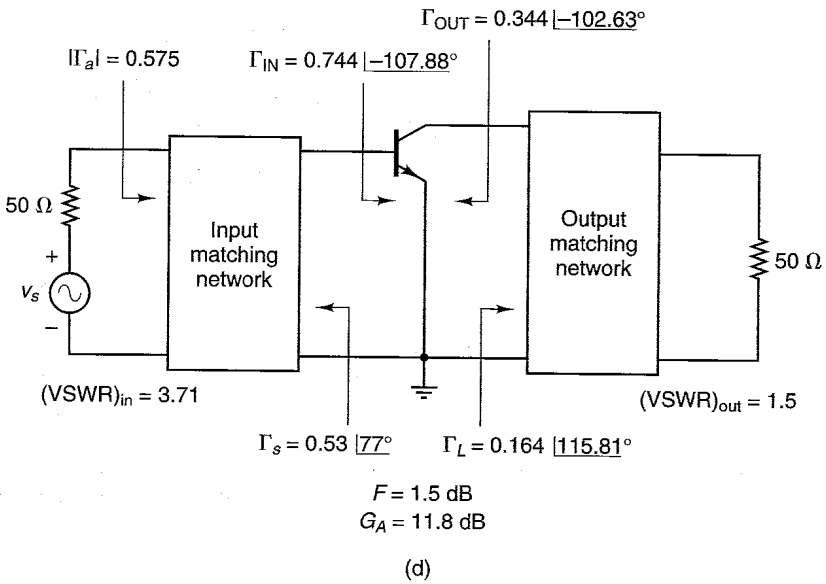 Γ_OUT = 0.344 |−102.63°
|Γ_a| = 0.575
Γ_IN = 0.744 |−107.88°
50 Ω
+
v_s
−
Input
matching
network
Output
matching
network
50 Ω
(VSWR)_in = 3.71
(VSWR)_out = 1.5
Γ_s = 0.53 |77°
Γ_L = 0.164 |115.81°
F = 1.5 dB
G_A = 11.8 dB
(d)